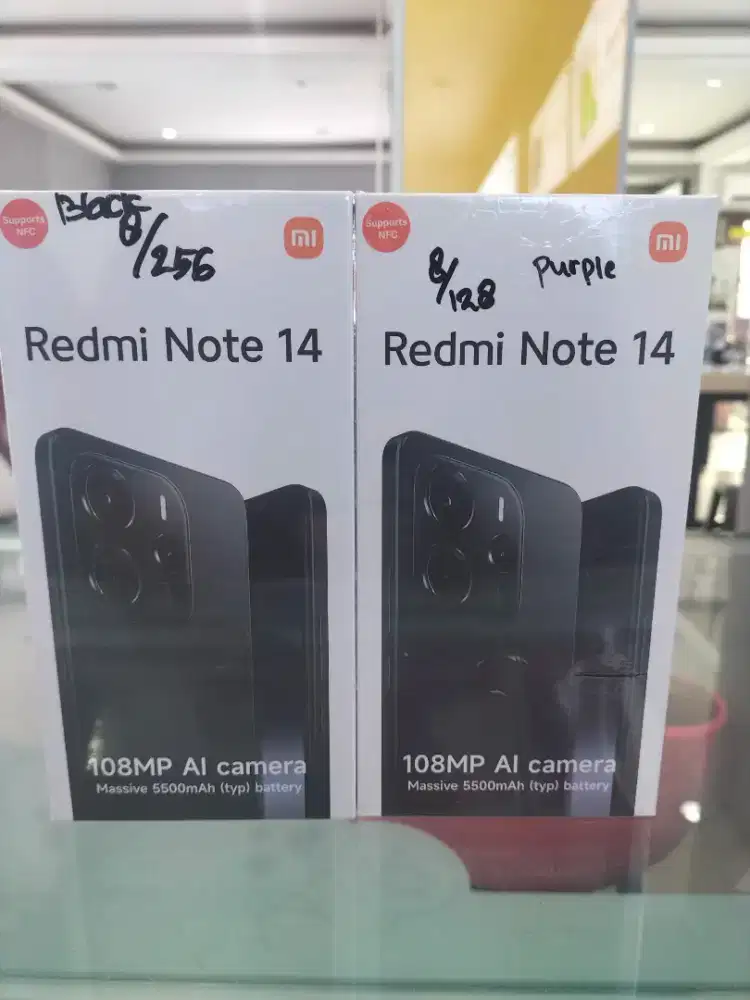 Supports
NFC
Black
8/256
mi
Redmi Note 14
108MP AI camera
Massive 5500mAh (typ) battery
Supports
NFC
8/128 purple
mi
Redmi Note 14
108MP AI camera
Massive 5500mAh (typ) battery